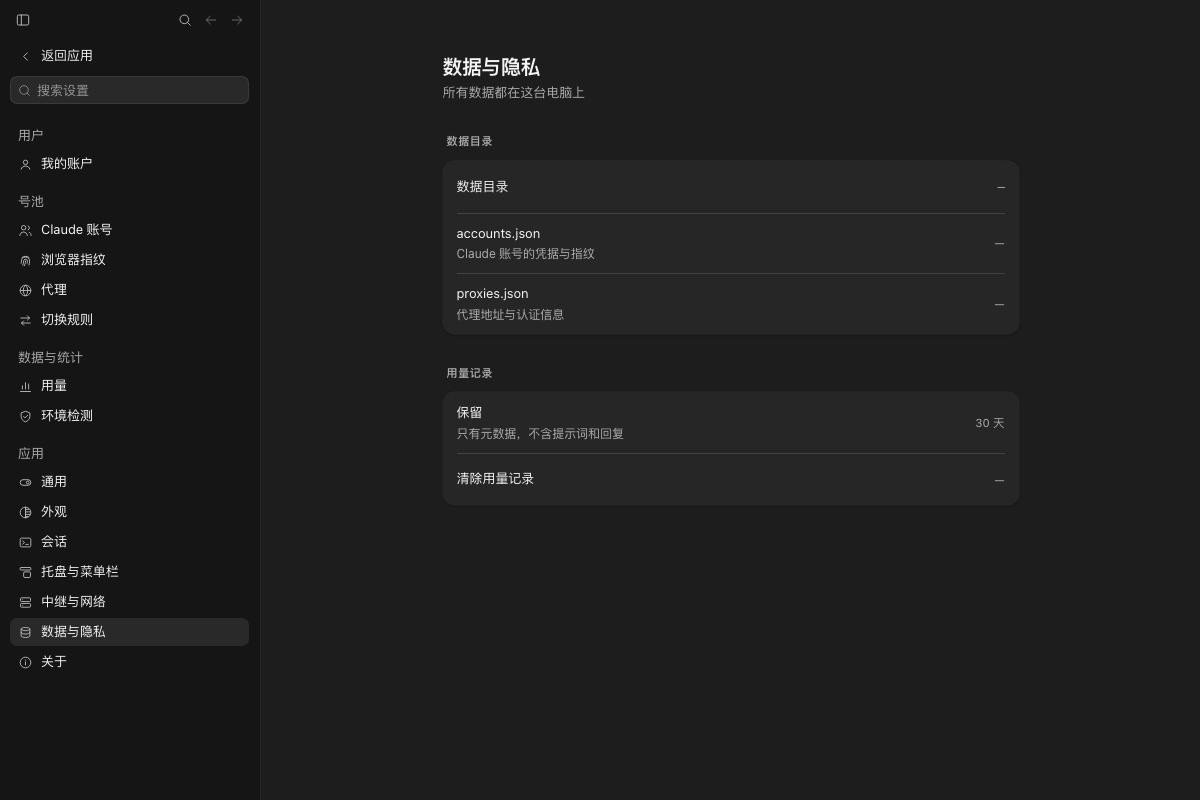 返回应用
搜索设置
用户
我的账户
号池
Claude 账号
浏览器指纹
代理
切换规则
数据与统计
用量
环境检测
应用
通用
外观
会话
托盘与菜单栏
中继与网络
数据与隐私
关于
数据与隐私
所有数据都在这台电脑上
数据目录
数据目录 –
accounts.json
Claude 账号的凭据与指纹 –
proxies.json
代理地址与认证信息 –
用量记录
保留
只有元数据，不含提示词和回复
30 天
清除用量记录 –